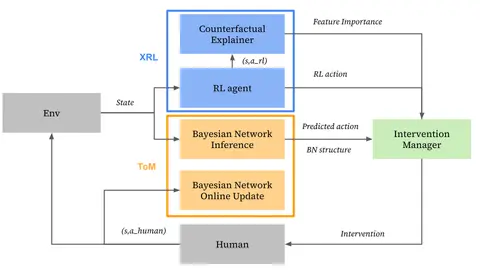 Counterfactual
Explainer
Feature Importance
XRL
(s,a_rl)
RL agent
RL action
State
Env
Bayesian Network
Inference
Predicted action
BN structure
Intervention
Manager
ToM
Bayesian Network
Online Update
(s,a_human)
Human
Intervention